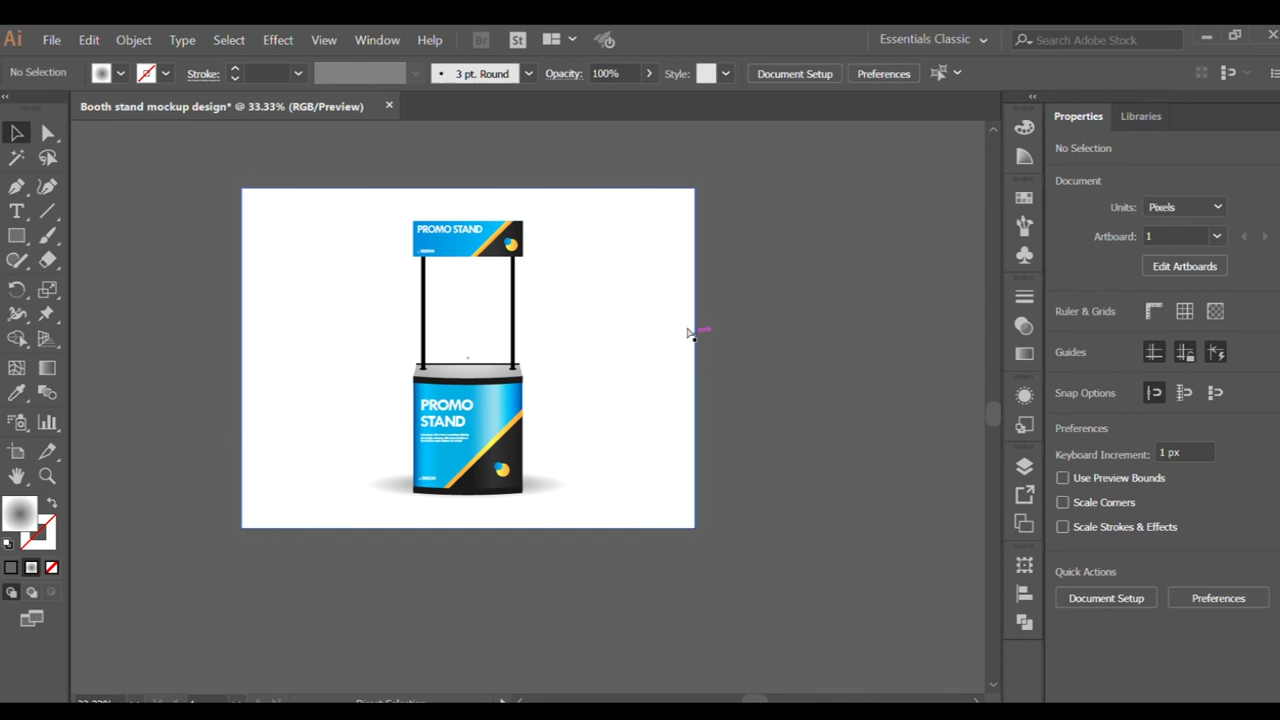 Ai File Edit Object Type Select Effect View Window Help Br St Essentials Classic Search Adobe Stock
No Selection Stroke: 3 pt. Round Opacity: 100% Style: Document Setup Preferences
Booth stand mockup design* @ 33.33% (RGB/Preview)
Properties Libraries
No Selection
Document
Units: Pixels
Artboard: 1
Edit Artboards
Ruler & Grids
Guides
Snap Options
Preferences
Keyboard Increment: 1 px
Use Preview Bounds
Scale Corners
Scale Strokes & Effects
Quick Actions
Document Setup Preferences
PROMO STAND
PROMO
STAND